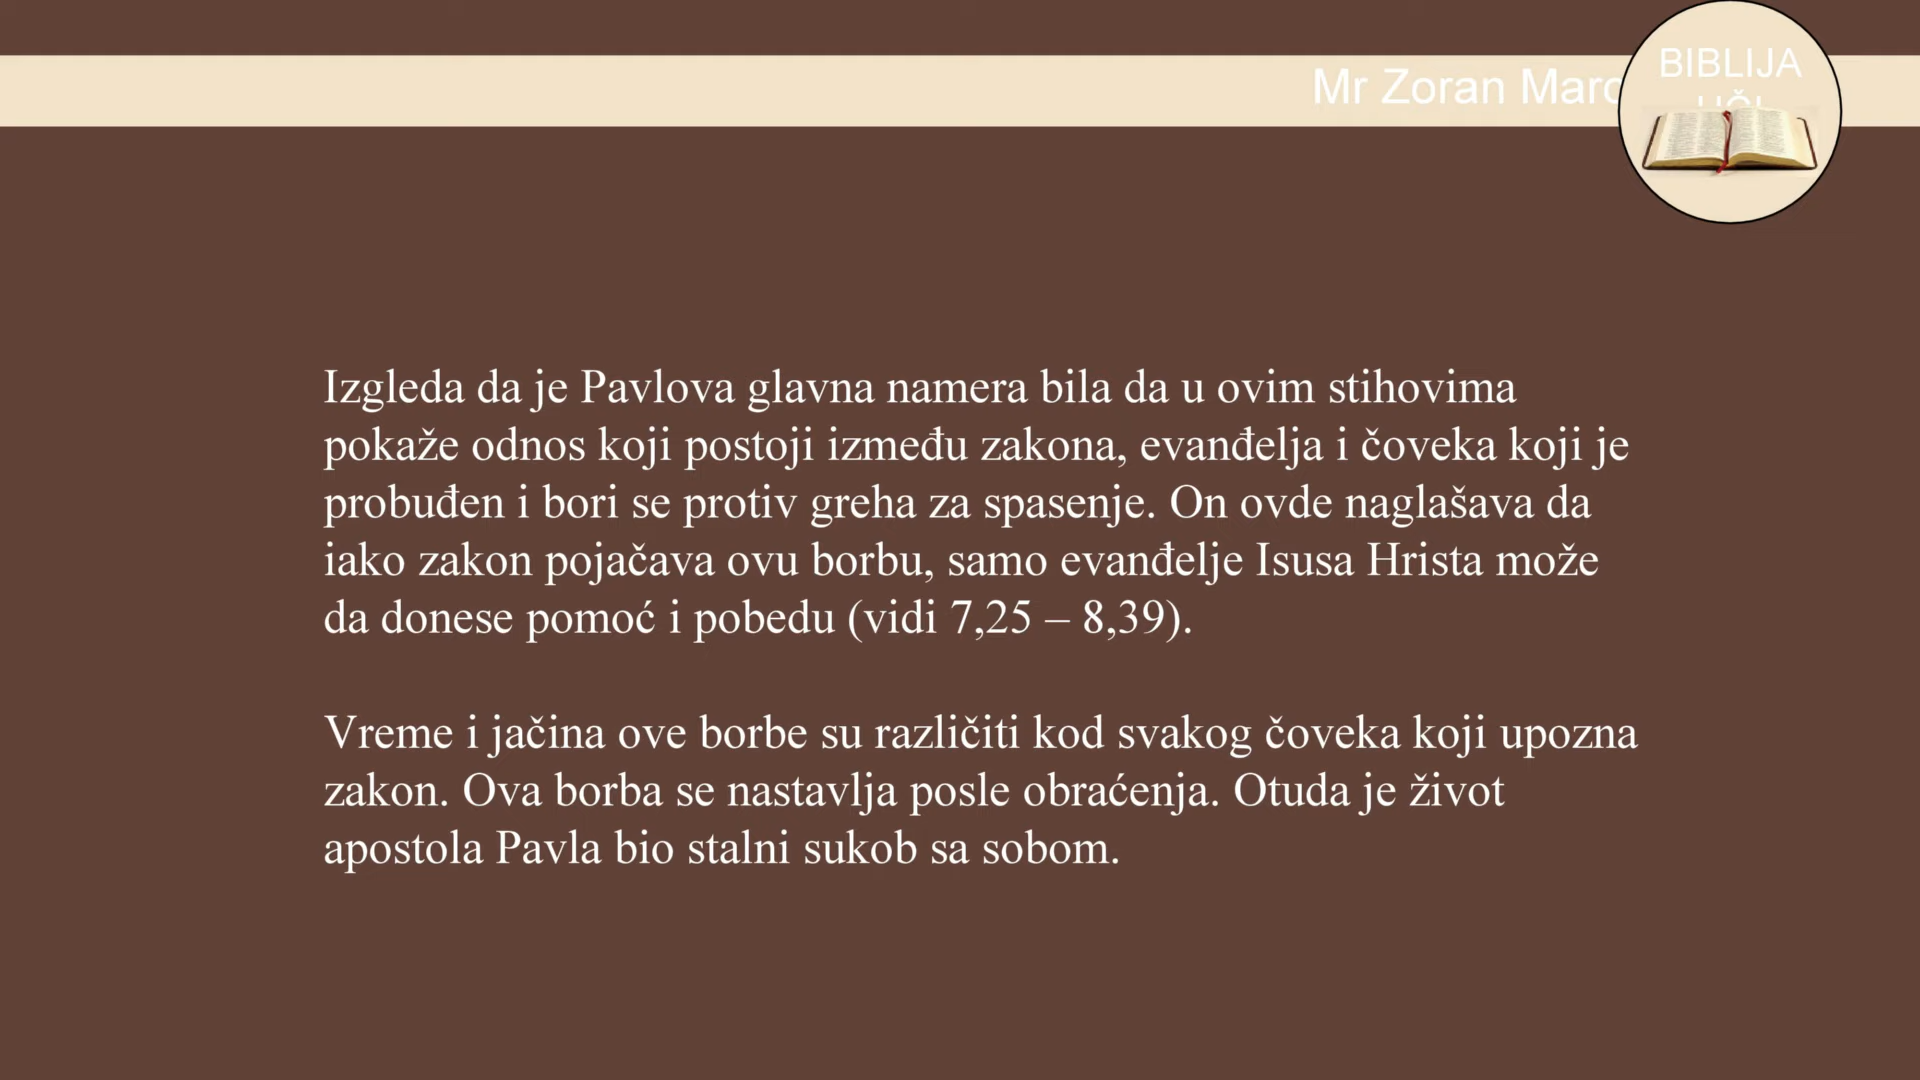 Mr Zoran
BIBLIJA
UČI
Izgleda da je Pavlova glavna namera bila da u ovim stihovima
pokaže odnos koji postoji između zakona, evanđelja i čoveka koji je
probuđen i bori se protiv greha za spasenje. On ovde naglašava da
iako zakon pojačava ovu borbu, samo evanđelje Isusa Hrista može
da donese pomoć i pobedu (vidi 7,25 – 8,39).
Vreme i jačina ove borbe su različiti kod svakog čoveka koji upozna
zakon. Ova borba se nastavlja posle obraćenja. Otuda je život
apostola Pavla bio stalni sukob sa sobom.